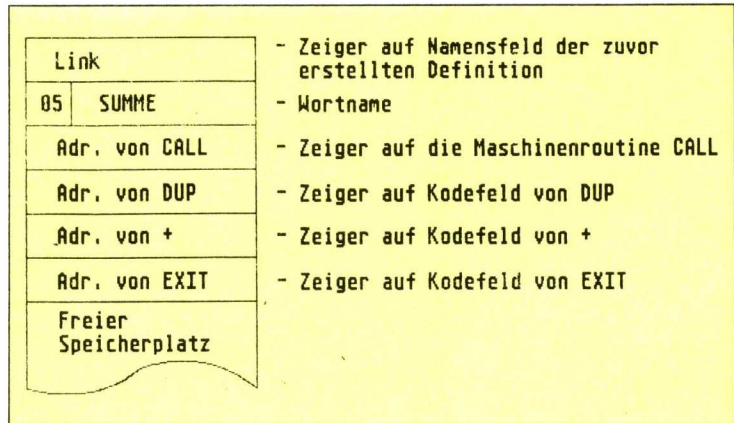 Link - Zeiger auf Namensfeld der zuvor
erstellten Definition
05 SUMME - Wortname
Adr. von CALL - Zeiger auf die Maschinenroutine CALL
Adr. von DUP - Zeiger auf Kodefeld von DUP
Adr. von + - Zeiger auf Kodefeld von +
Adr. von EXIT - Zeiger auf Kodefeld von EXIT
Freier
Speicherplatz